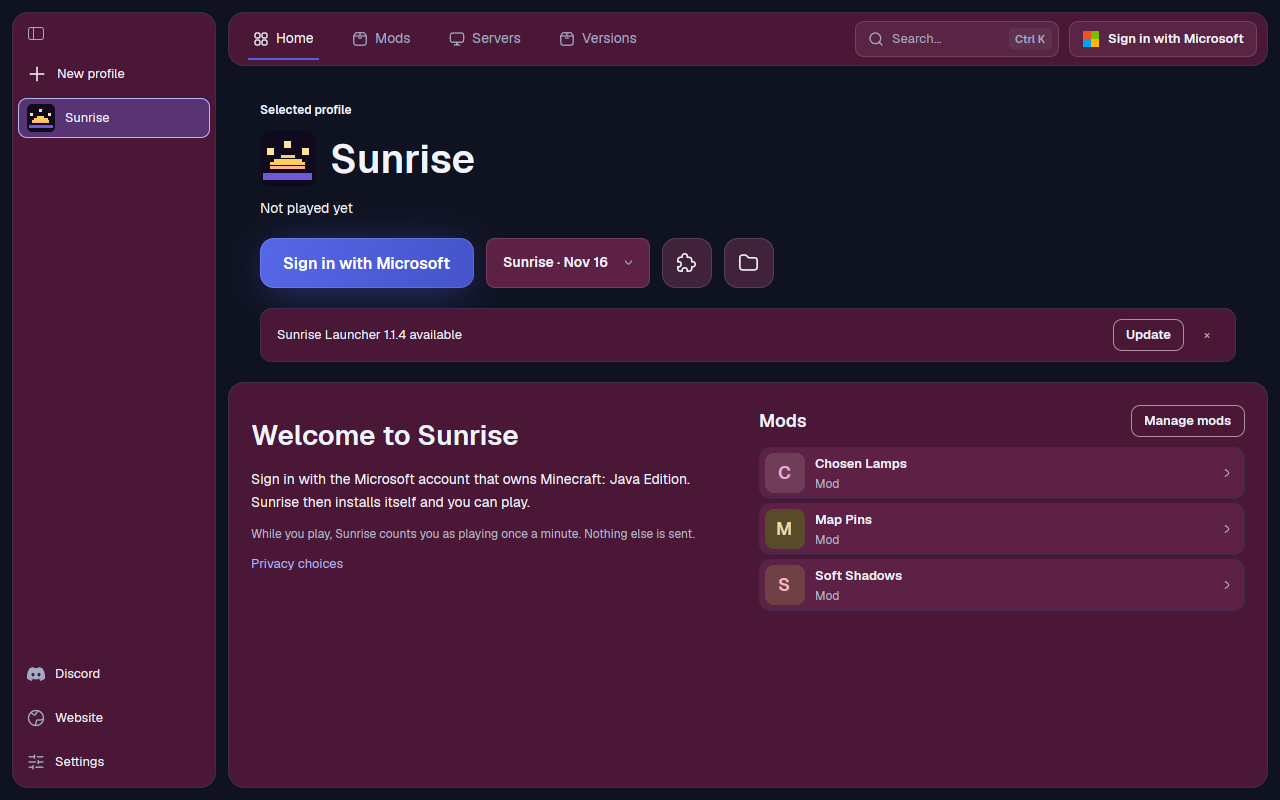 New profile
Sunrise
Discord
Website
Settings
Home
Mods
Servers
Versions
Search...
Ctrl K
Sign in with Microsoft
Selected profile
Sunrise
Not played yet
Sign in with Microsoft
Sunrise · Nov 16
Sunrise Launcher 1.1.4 available
Update
×
Welcome to Sunrise
Sign in with the Microsoft account that owns Minecraft: Java Edition.
Sunrise then installs itself and you can play.
While you play, Sunrise counts you as playing once a minute. Nothing else is sent.
Privacy choices
Mods
Manage mods
C
Chosen Lamps
Mod
M
Map Pins
Mod
S
Soft Shadows
Mod